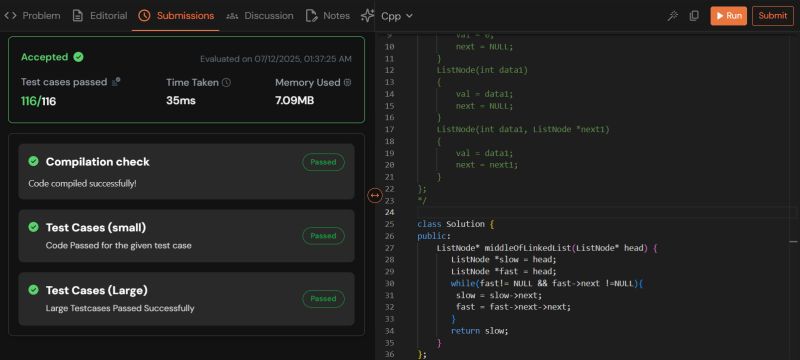 <> Problem Editorial Submissions Discussion Notes
Accepted
Evaluated on 07/12/2025, 01:37:25 AM
Test cases passed Time Taken Memory Used
116/116 35ms 7.09MB
Compilation check
Passed
Code compiled successfully!
Test Cases (small)
Passed
Code Passed for the given test case
Test Cases (Large)
Passed
Large Testcases Passed Successfully
Cpp Run Submit
9 val = 0;
10 next = NULL;
11 }
12 ListNode(int data1)
13 {
14 val = data1;
15 next = NULL;
16 }
17 ListNode(int data1, ListNode *next1)
18 {
19 val = data1;
20 next = next1;
21 }
22 };
23 */
24
25 class Solution {
26 public:
27 ListNode* middleOfLinkedList(ListNode* head) {
28 ListNode *slow = head;
29 ListNode *fast = head;
30 while(fast!= NULL && fast->next !=NULL){
31 slow = slow->next;
32 fast = fast->next->next;
33 }
34 return slow;
35 }
36 };